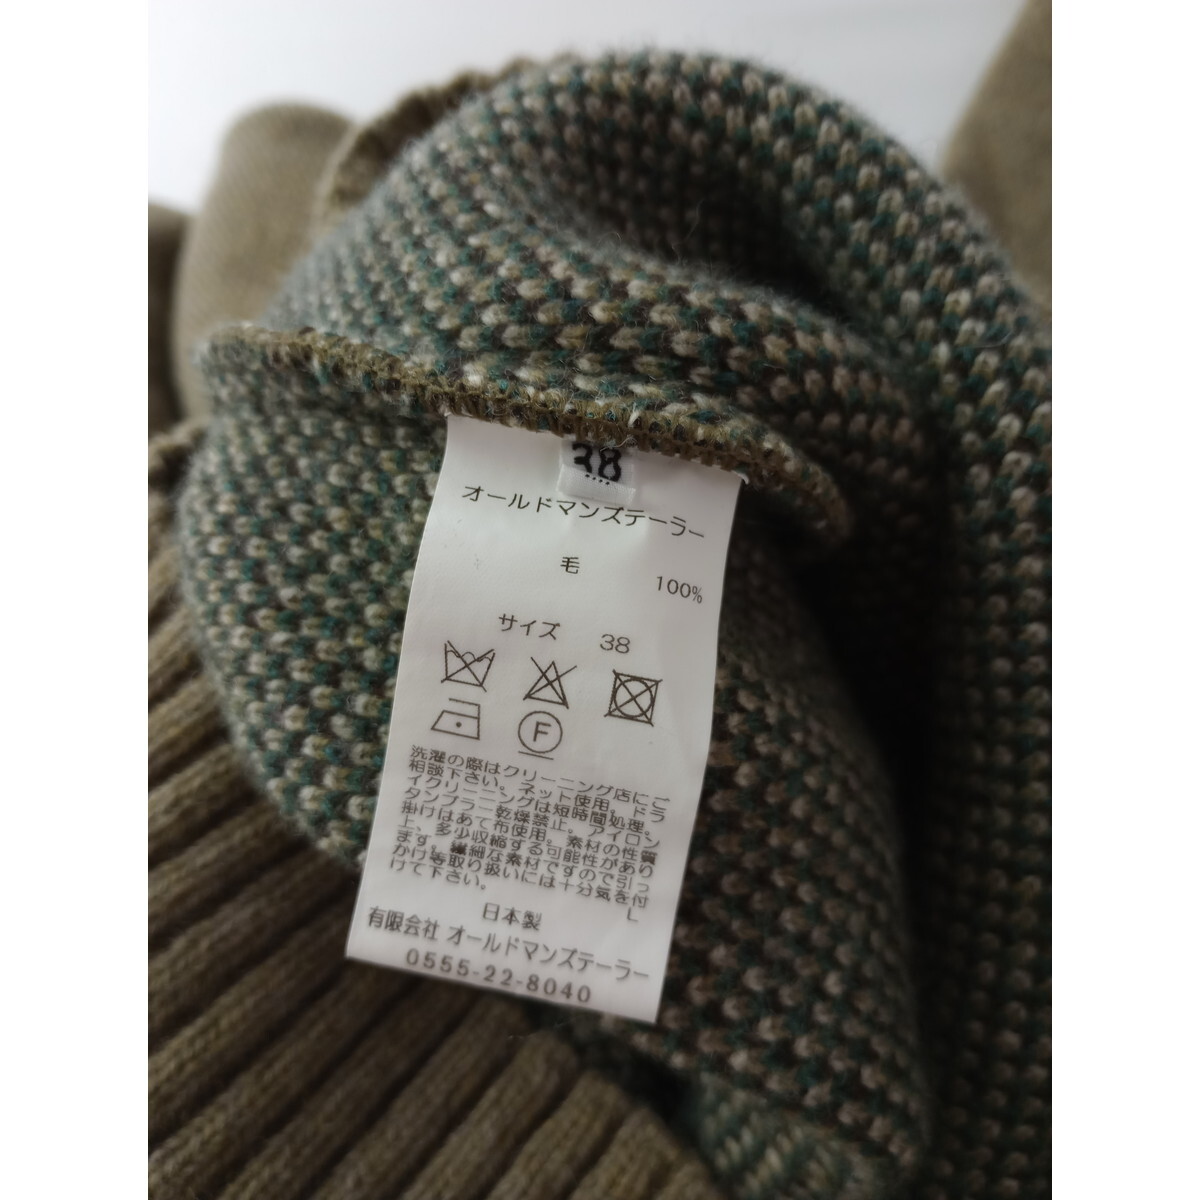 38
オールドマンズテーラー
毛 100%
サイズ 38
F
洗濯の際はクリーニング店にご
相談下さい。ネット使用。ドラ
イクリーニングは短時間処理。
タンブラー乾燥禁止。アイロン
掛けはあて布使用。素材の性質
上、多少収縮する可能性があり
ます。繊細な素材ですので引っ
かけ等取り扱いには十分気を付
けて下さい。 L
日本製
有限会社 オールドマンズテーラー
0555-22-8040